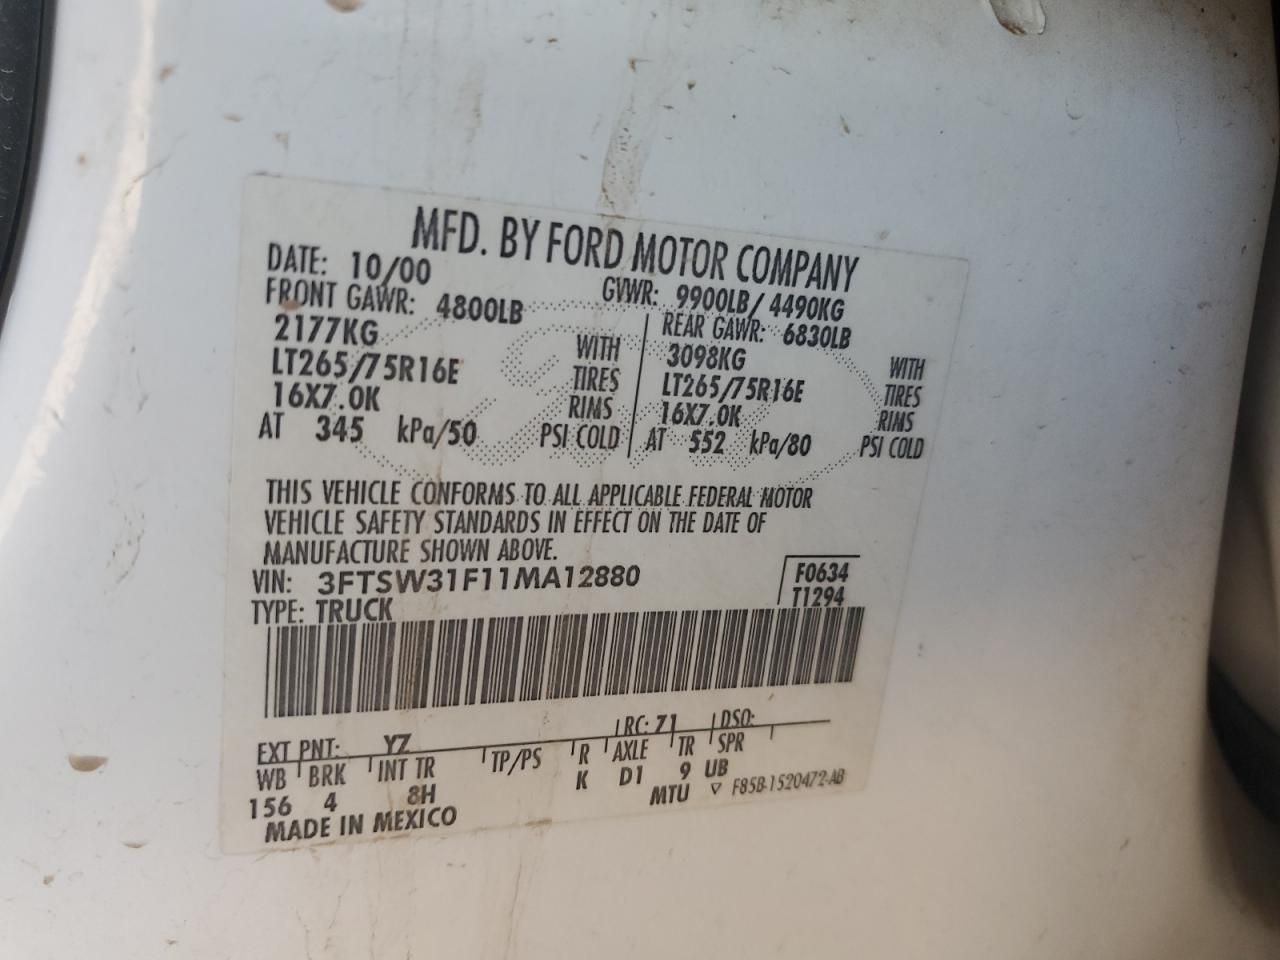 MFD. BY FORD MOTOR COMPANY
DATE: 10/00 GVWR: 9900LB/ 4490KG
FRONT GAWR: 4800LB REAR GAWR: 6830LB
2177KG WITH 3098KG WITH
LT265/75R16E TIRES LT265/75R16E TIRES
16X7.0K RIMS 16X7.0K RIMS
AT 345 kPa/50 PSI COLD AT 552 kPa/80 PSI COLD
THIS VEHICLE CONFORMS TO ALL APPLICABLE FEDERAL MOTOR
VEHICLE SAFETY STANDARDS IN EFFECT ON THE DATE OF
MANUFACTURE SHOWN ABOVE.
VIN: 3FTSW31F11MA12880 F0634
TYPE: TRUCK T1294
EXT PNT: YZ RC: 71 DSO:
WB BRK INT TR TP/PS R AXLE TR SPR
156 4 8H K D1 9 UB
MADE IN MEXICO MTU ▽ F85B-1520472-AB